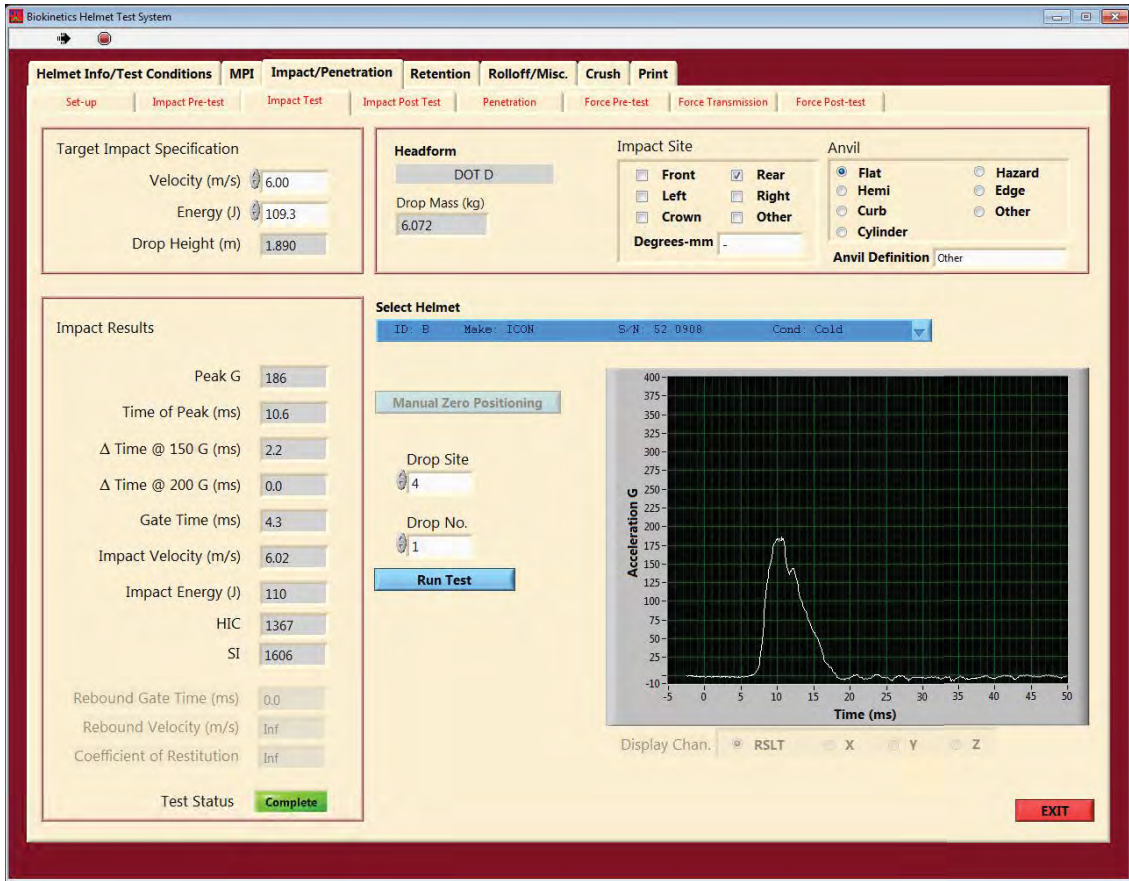 Biokinetics Helmet Test System
Helmet Info/Test Conditions MPI Impact/Penetration Retention Rolloff/Misc. Crush Print
Set-up Impact Pre-test Impact Test Impact Post Test Penetration Force Pre-test Force Transmission Force Post-test
Target Impact Specification
Velocity (m/s) 6.00
Energy (J) 109.3
Drop Height (m) 1.890
Headform
DOT D
Drop Mass (kg)
6.072
Impact Site
Front Rear
Left Right
Crown Other
Degrees-mm -
Anvil
Flat Hazard
Hemi Edge
Curb Other
Cylinder
Anvil Definition Other
Impact Results
Peak G 186
Time of Peak (ms) 10.6
Δ Time @ 150 G (ms) 2.2
Δ Time @ 200 G (ms) 0.0
Gate Time (ms) 4.3
Impact Velocity (m/s) 6.02
Impact Energy (J) 110
HIC 1367
SI 1606
Rebound Gate Time (ms) 0.0
Rebound Velocity (m/s) Inf
Coefficient of Restitution Inf
Test Status Complete
Select Helmet
ID: B Make: ICON S/N: 52 0908 Cond: Cold
Manual Zero Positioning
Drop Site
4
Drop No.
1
Run Test
Acceleration G
400
375
350
325
300
275
250
225
200
175
150
125
100
75
50
25
-10
-5 0 5 10 15 20 25 30 35 40 45 50
Time (ms)
Display Chan. RSLT X Y Z
EXIT